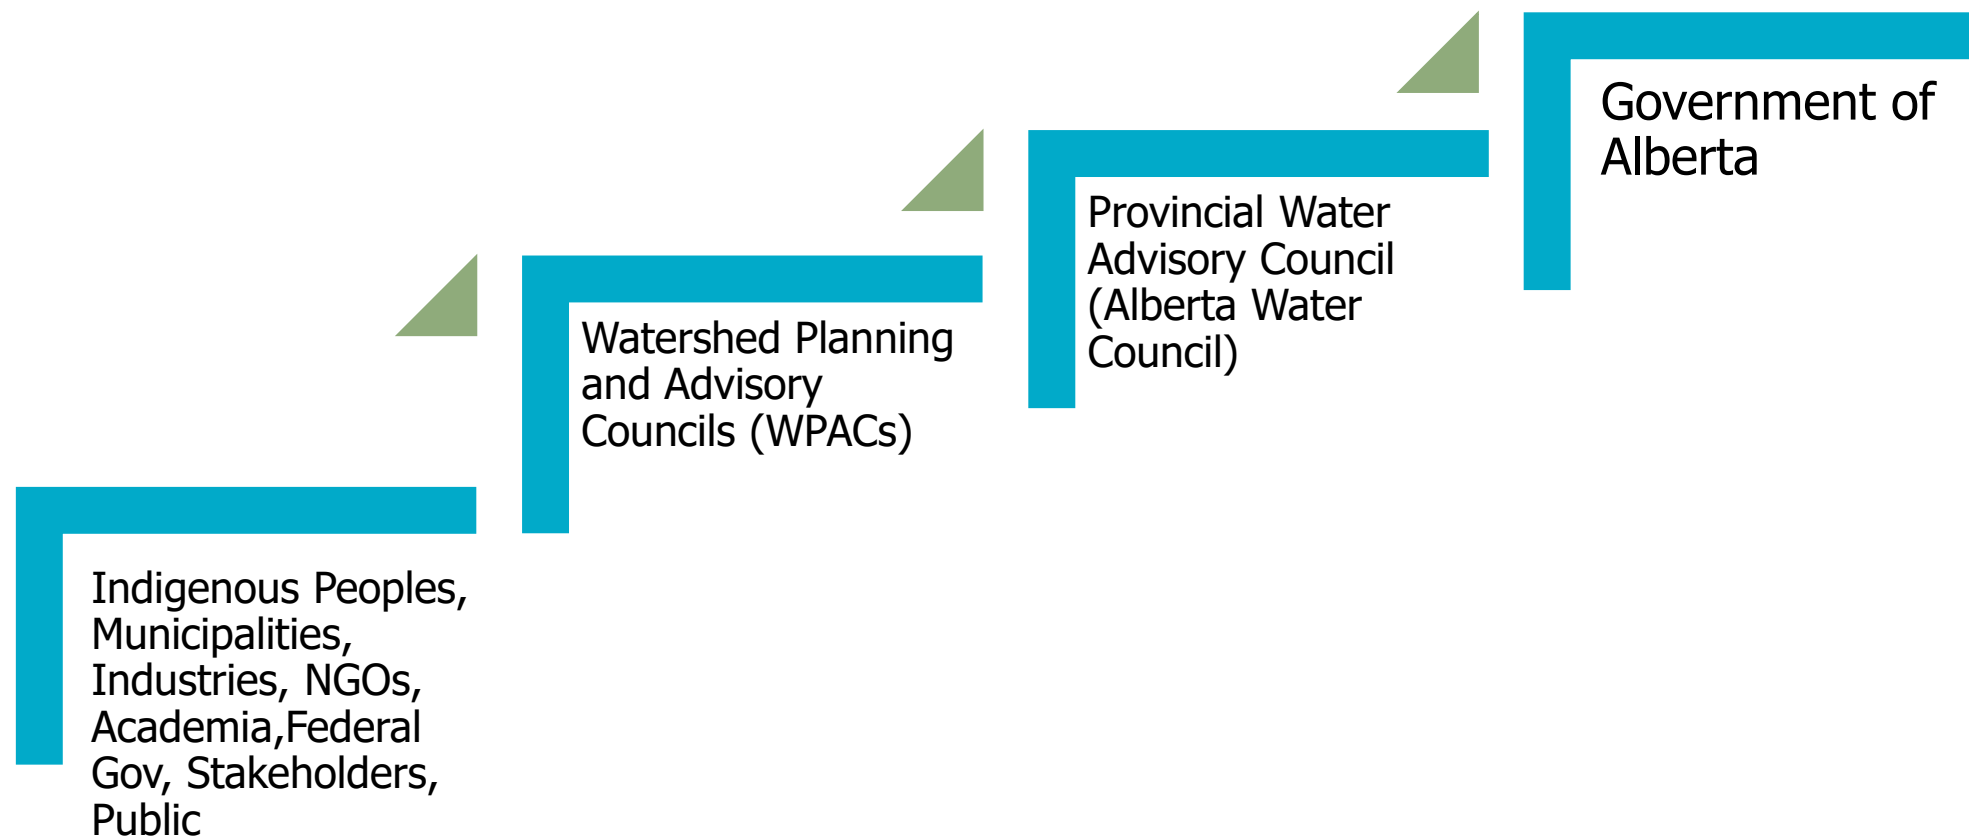 Government of
Alberta
Provincial Water
Advisory Council
(Alberta Water
Council)
Watershed Planning
and Advisory
Councils (WPACs)
Indigenous Peoples,
Municipalities,
Industries, NGOs,
Academia,Federal
Gov, Stakeholders,
Public